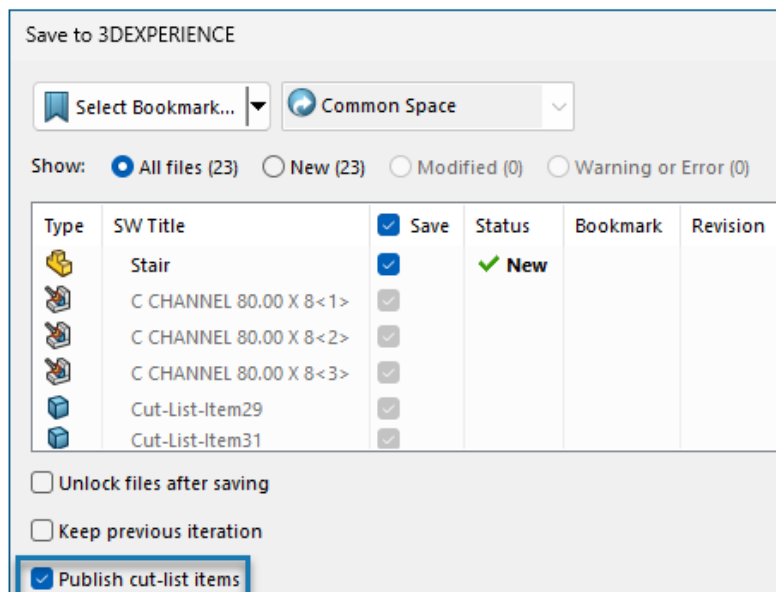 Save to 3DEXPERIENCE
Select Bookmark... Common Space
Show: All files (23) New (23) Modified (0) Warning or Error (0)
Type SW Title Save Status Bookmark Revision
Stair New
C CHANNEL 80.00 X 8<1>
C CHANNEL 80.00 X 8<2>
C CHANNEL 80.00 X 8<3>
Cut-List-Item29
Cut-List-Item31
Unlock files after saving
Keep previous iteration
Publish cut-list items